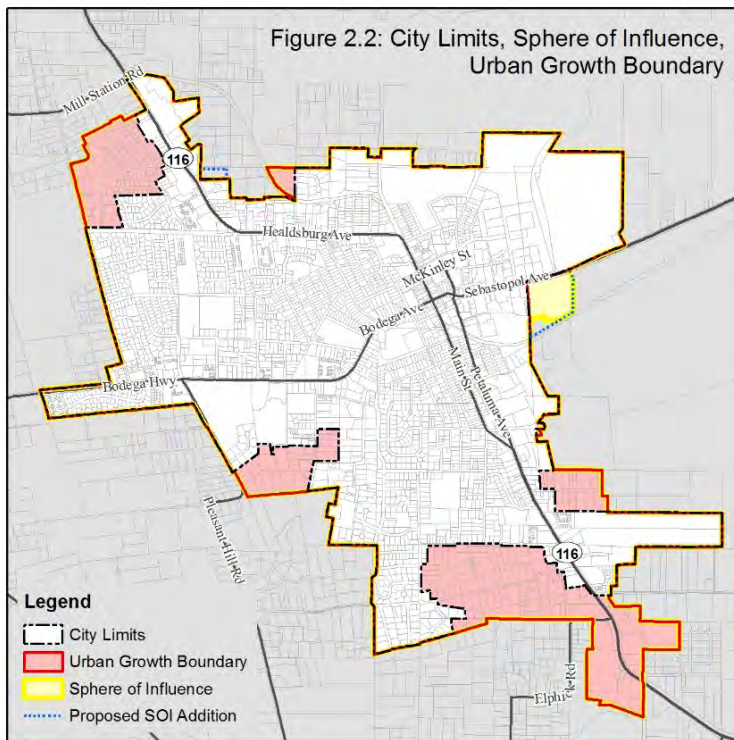 Figure 2.2: City Limits, Sphere of Influence,
Urban Growth Boundary
Mill Station Rd
116
Healdsburg Ave
McKinley St
Sebastopol Ave
Bodega Ave
Main St
Petaluma Ave
Bodega Hwy
Pleasant Hill Rd
116
Elphick Rd
Legend
City Limits
Urban Growth Boundary
Sphere of Influence
Proposed SOI Addition